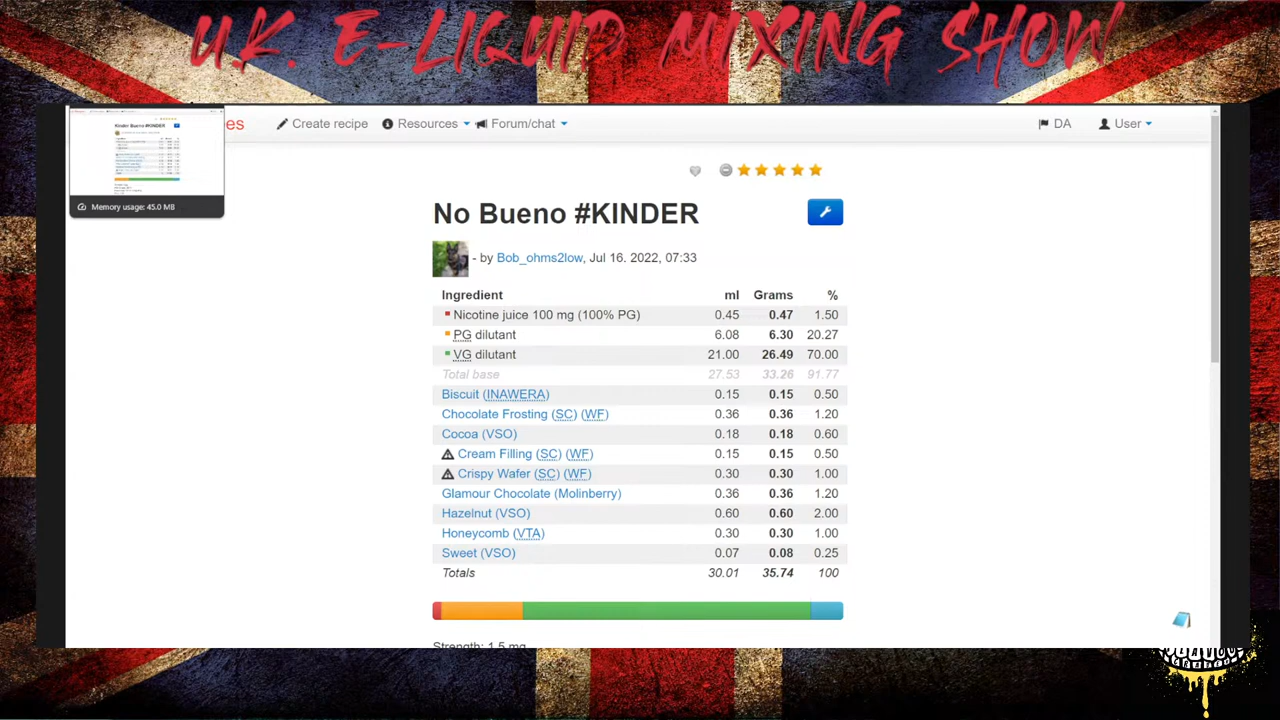 U.K. E-LIQUID MIXING SHOW
es Create recipe Resources Forum/chat DA User
Kinder Bueno #KINDER
Memory usage: 45.0 MB
No Bueno #KINDER
- by Bob_ohms2low, Jul 16. 2022, 07:33
Ingredient ml Grams %
Nicotine juice 100 mg (100% PG) 0.45 0.47 1.50
PG dilutant 6.08 6.30 20.27
VG dilutant 21.00 26.49 70.00
Total base 27.53 33.26 91.77
Biscuit (INAWERA) 0.15 0.15 0.50
Chocolate Frosting (SC) (WF) 0.36 0.36 1.20
Cocoa (VSO) 0.18 0.18 0.60
Cream Filling (SC) (WF) 0.15 0.15 0.50
Crispy Wafer (SC) (WF) 0.30 0.30 1.00
Glamour Chocolate (Molinberry) 0.36 0.36 1.20
Hazelnut (VSO) 0.60 0.60 2.00
Honeycomb (VTA) 0.30 0.30 1.00
Sweet (VSO) 0.07 0.08 0.25
Totals 30.01 35.74 100
Strength: 1.5 mg